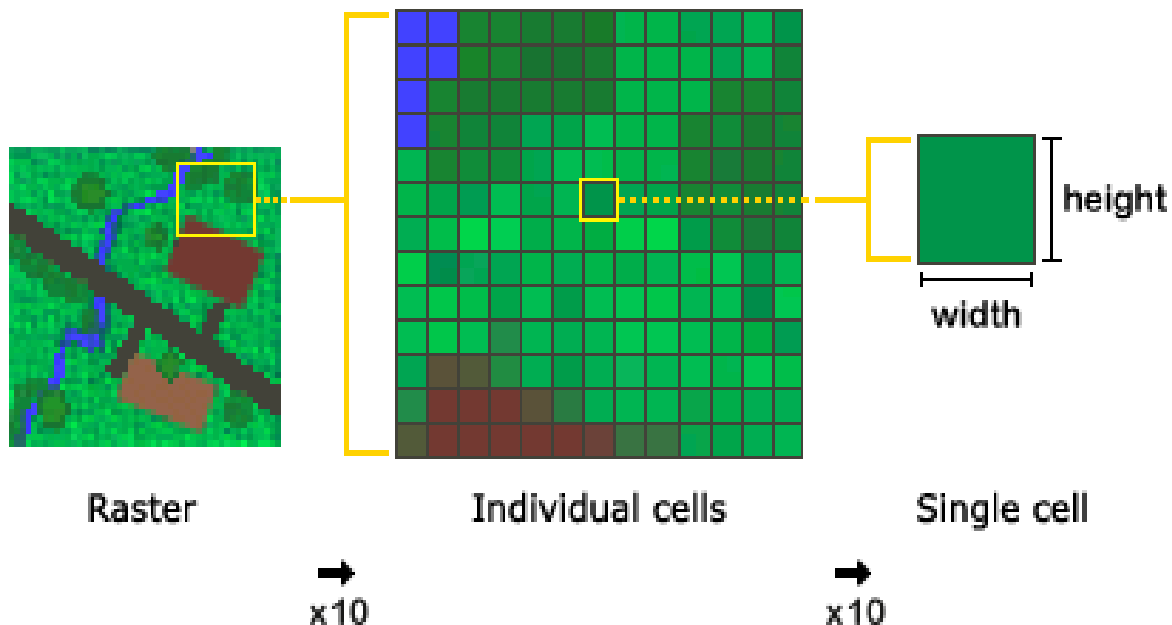 height
width
Raster
Individual cells
Single cell
x10
x10